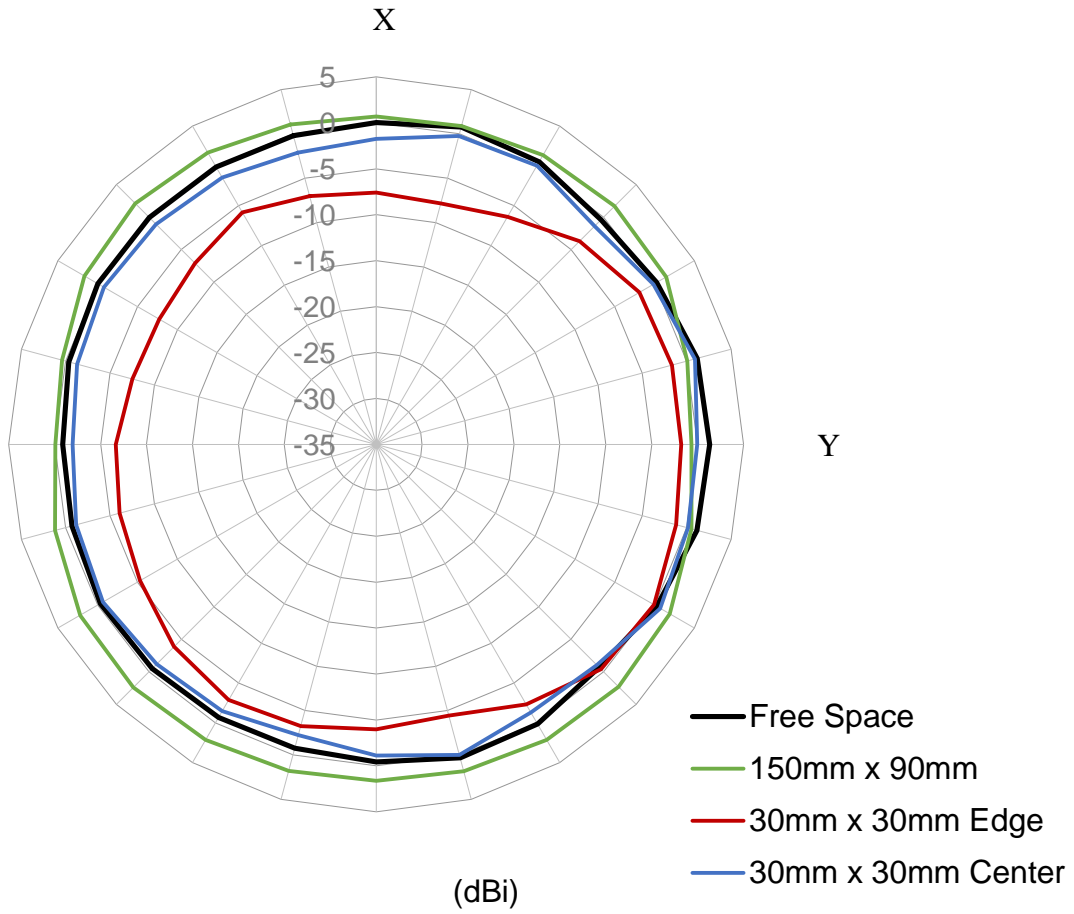 X
5
0
-5
-10
-15
-20
-25
-30
-35
Y
Free Space
150mm x 90mm
30mm x 30mm Edge
30mm x 30mm Center
(dBi)